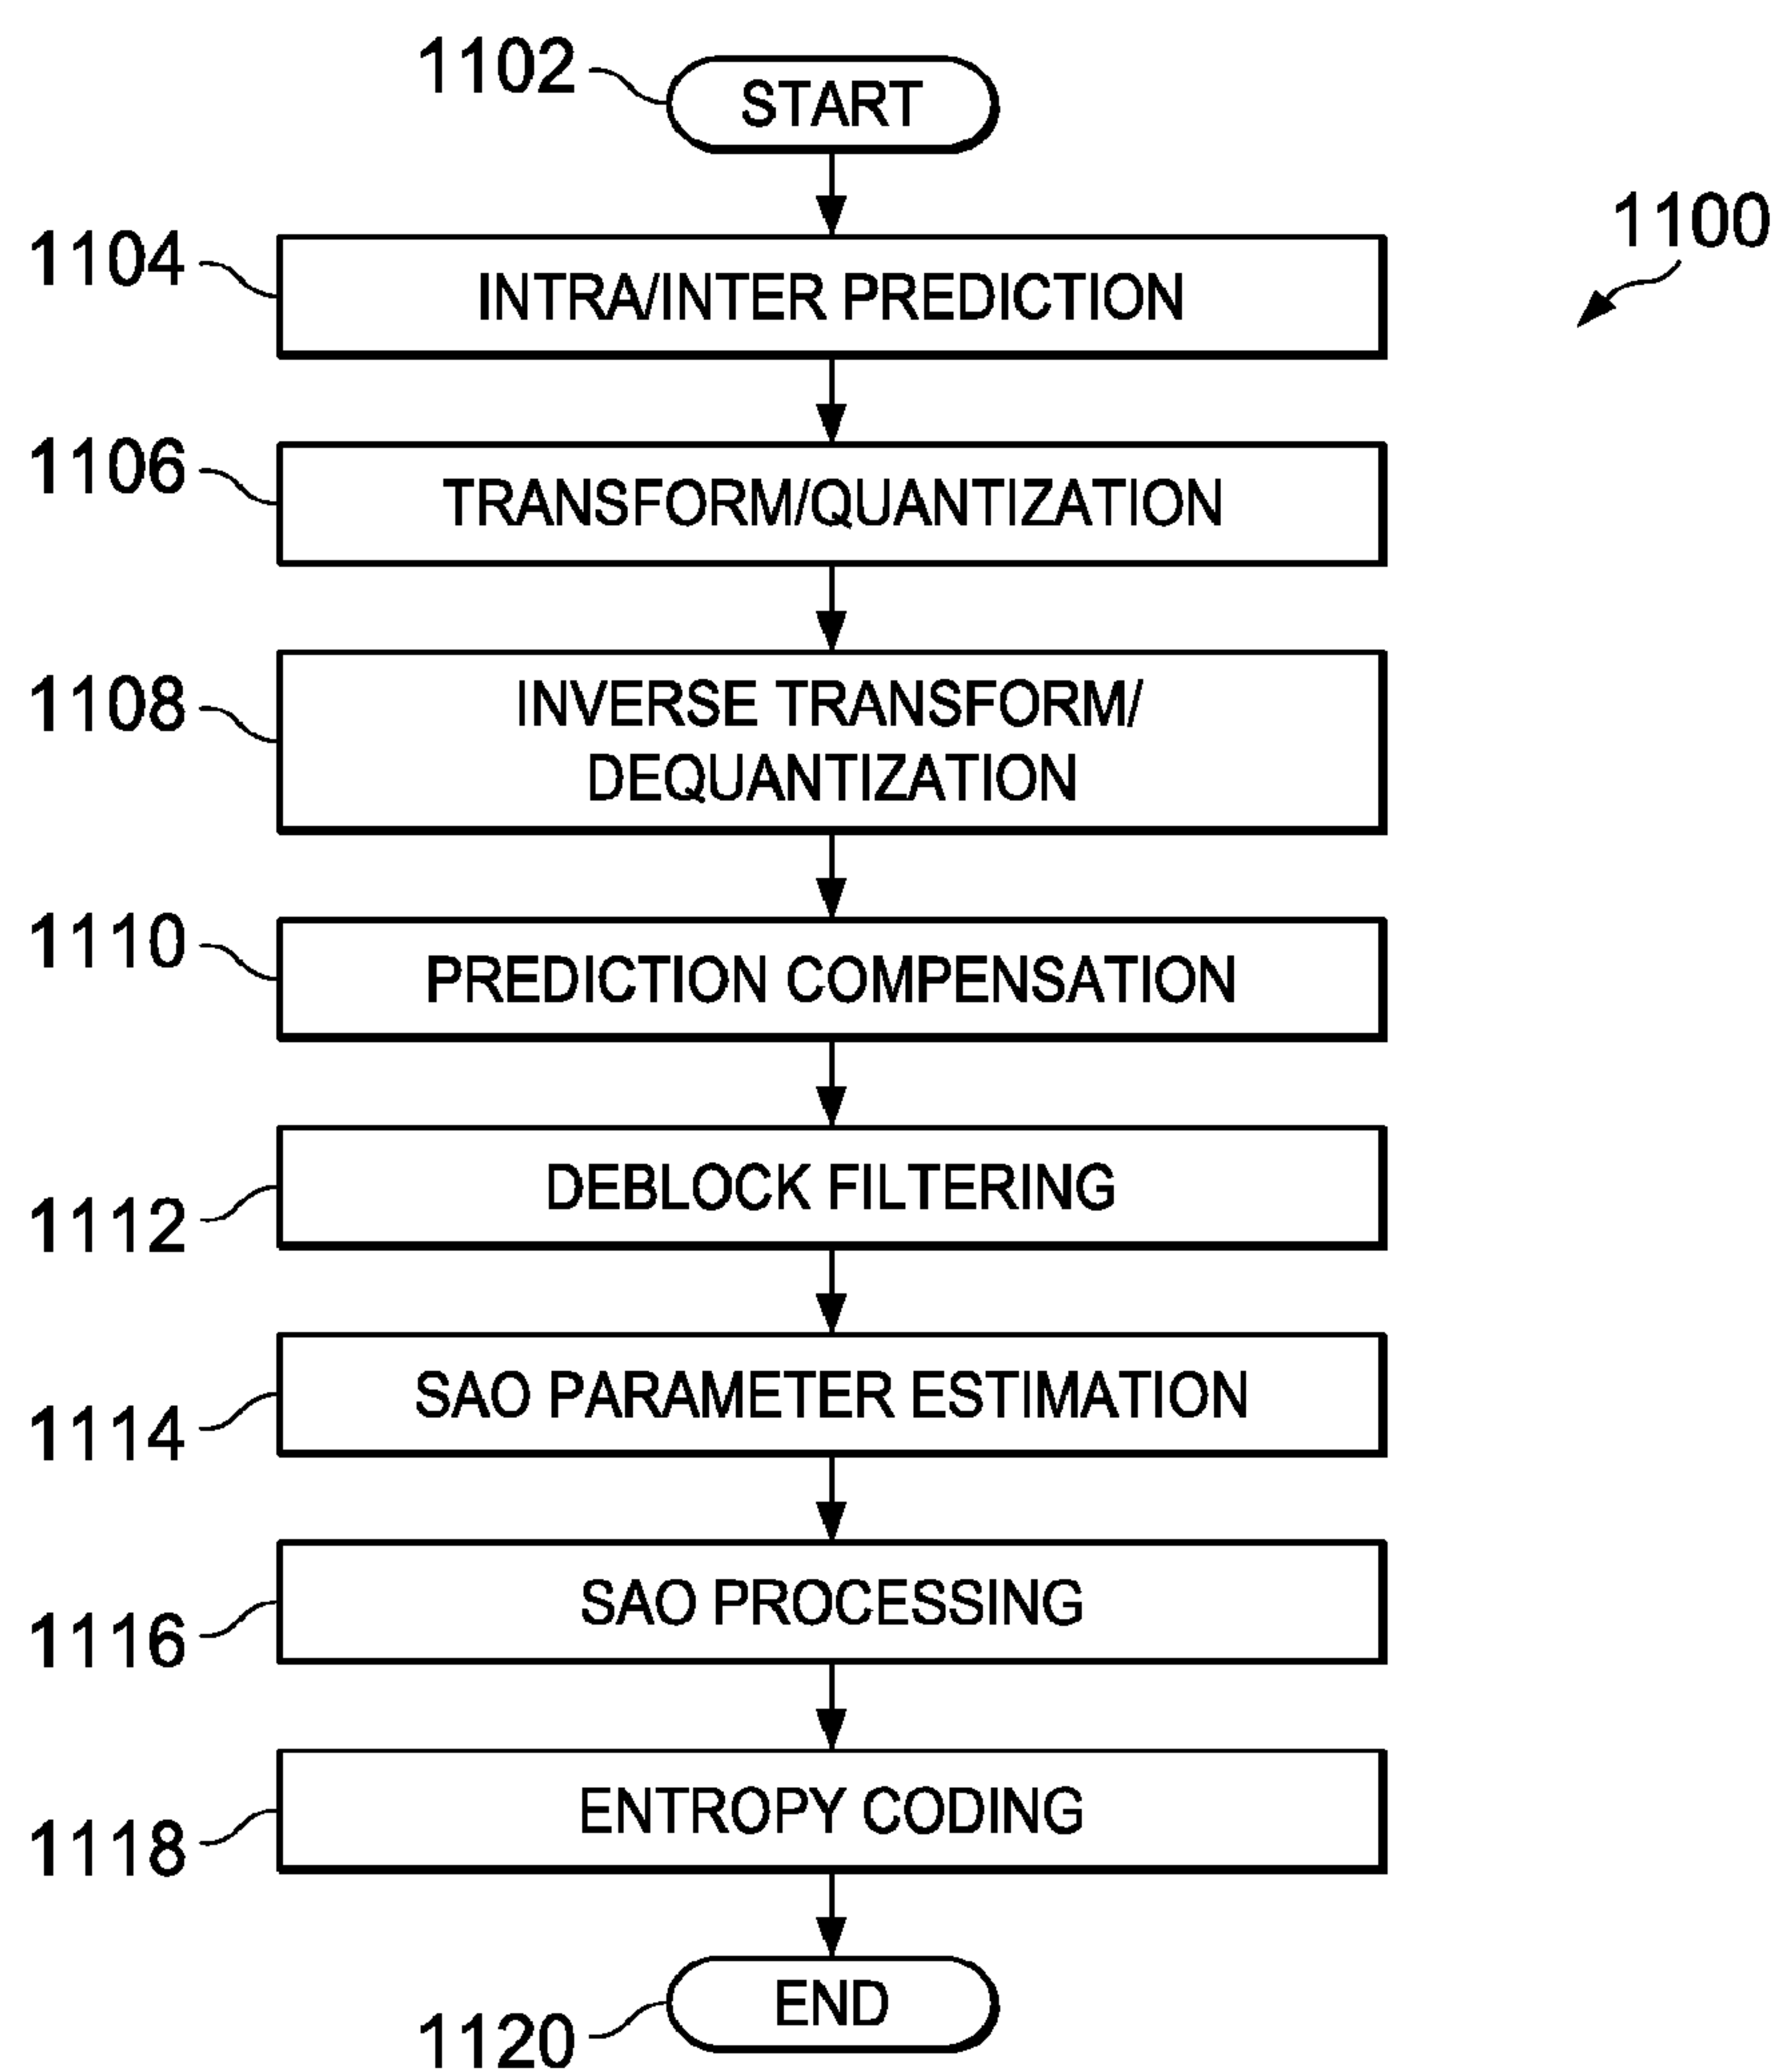 1102
START
1100
1104
INTRA/INTER PREDICTION
1106
TRANSFORM/QUANTIZATION
1108
INVERSE TRANSFORM/
DEQUANTIZATION
1110
PREDICTION COMPENSATION
1112
DEBLOCK FILTERING
1114
SAO PARAMETER ESTIMATION
1116
SAO PROCESSING
1118
ENTROPY CODING
1120
END